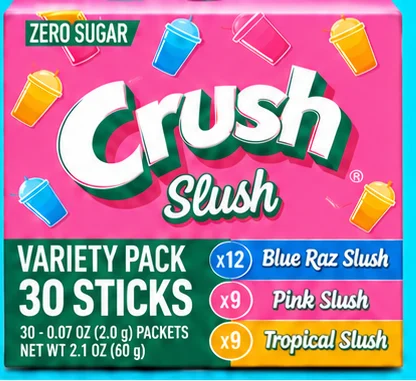 ZERO SUGAR
Crush
®
Slush
VARIETY PACK
30 STICKS
30 - 0.07 OZ (2.0 g) PACKETS
NET WT 2.1 OZ (60 g)
x12 Blue Raz Slush
x9 Pink Slush
x9 Tropical Slush